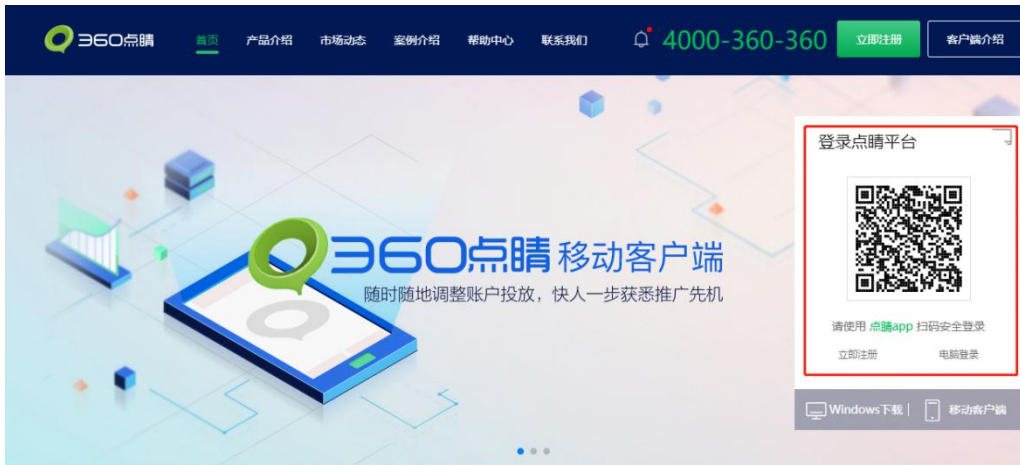 360点睛 首页 产品介绍 市场动态 案例介绍 帮助中心 联系我们 4000-360-360 立即注册 客户端介绍
登录点睛平台
360点睛 移动客户端
随时随地调整账户投放，快人一步获悉推广先机
请使用 点睛app 扫码安全登录
立即注册 电脑登录
Windows下载 | 移动客户端